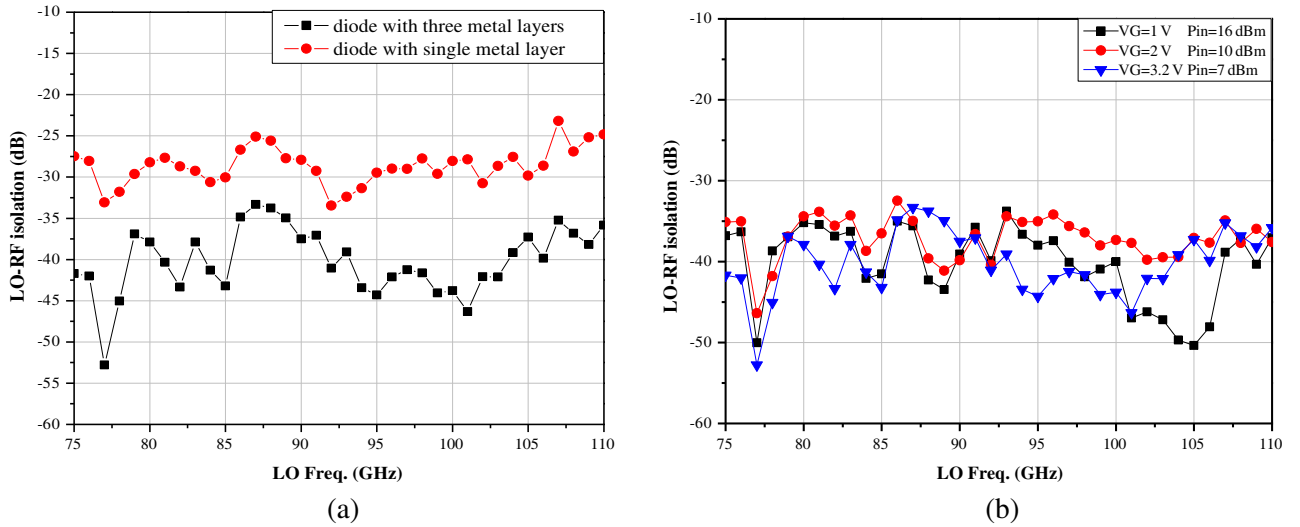 -10
-15
-20
-25
-30
-35
-40
-45
-50
-55
-60
LO-RF isolation (dB)
diode with three metal layers
diode with single metal layer
75 80 85 90 95 100 105 110
LO Freq. (GHz)
(a)
-10
-20
-30
-40
-50
-60
LO-RF isolation (dB)
VG=1 V Pin=16 dBm
VG=2 V Pin=10 dBm
VG=3.2 V Pin=7 dBm
75 80 85 90 95 100 105 110
LO Freq. (GHz)
(b)